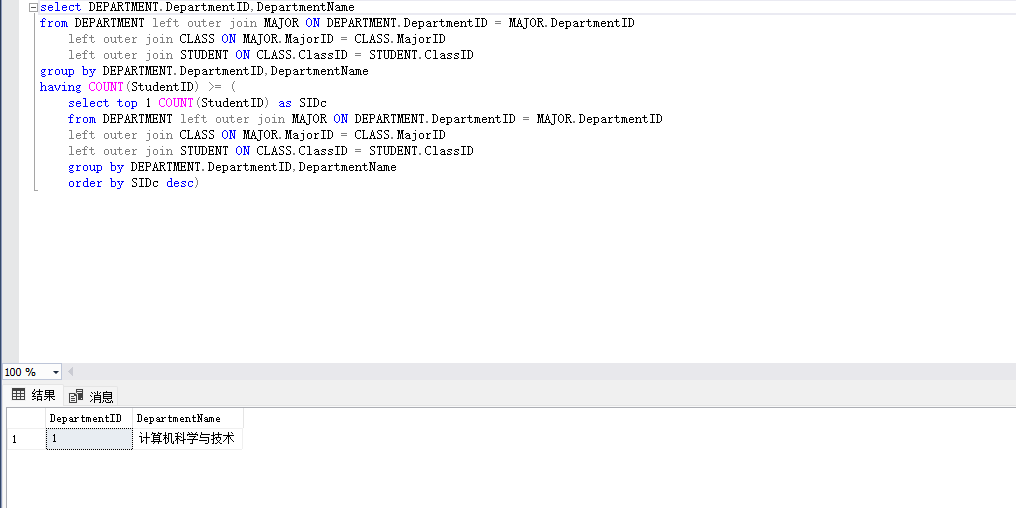 select DEPARTMENT.DepartmentID,DepartmentName
from DEPARTMENT left outer join MAJOR ON DEPARTMENT.DepartmentID = MAJOR.DepartmentID
left outer join CLASS ON MAJOR.MajorID = CLASS.MajorID
left outer join STUDENT ON CLASS.ClassID = STUDENT.ClassID
group by DEPARTMENT.DepartmentID,DepartmentName
having COUNT(StudentID) >= (
select top 1 COUNT(StudentID) as SIDc
from DEPARTMENT left outer join MAJOR ON DEPARTMENT.DepartmentID = MAJOR.DepartmentID
left outer join CLASS ON MAJOR.MajorID = CLASS.MajorID
left outer join STUDENT ON CLASS.ClassID = STUDENT.ClassID
group by DEPARTMENT.DepartmentID,DepartmentName
order by SIDc desc)
100 %
结果 消息
DepartmentID DepartmentName
1 1 计算机科学与技术